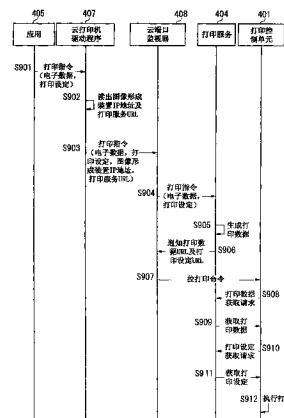 405
407
408
404
401
应用
云打印机
驱动程序
云端口
监视器
打印服务
打印控
制单元
S901
打印指令
(电子数据,
打印设定)
S902
读出图像形成
装置IP地址及
打印服务URL
S903
打印指令
(电子数据,打
印设定,图像形
成装置IP地址,
打印服务URL)
S904
打印指令
(电子数据,
打印设定)
S905
生成打
印数据
通知打印数
据URL及打
印设定URL
S906
S907
拉打印命令
打印数据
获取请求
S908
S909
获取打
印数据
打印设定
获取请求
S910
S911
获取打
印设定
S912
执行打